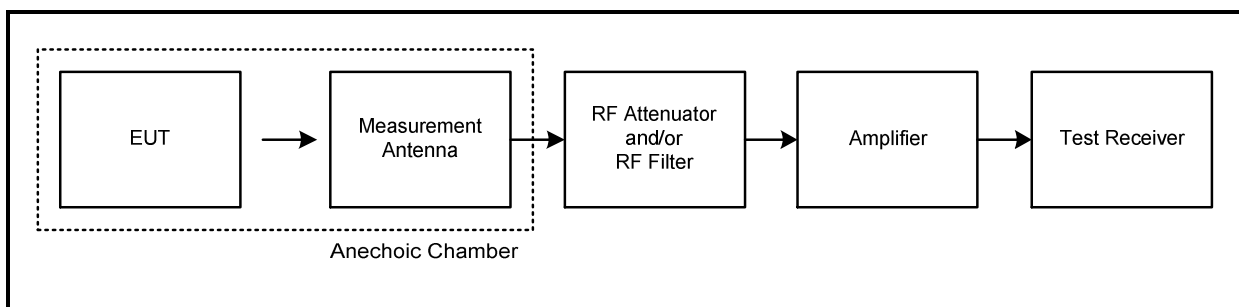 EUT
Measurement
Antenna
RF Attenuator
and/or
RF Filter
Amplifier
Test Receiver
Anechoic Chamber